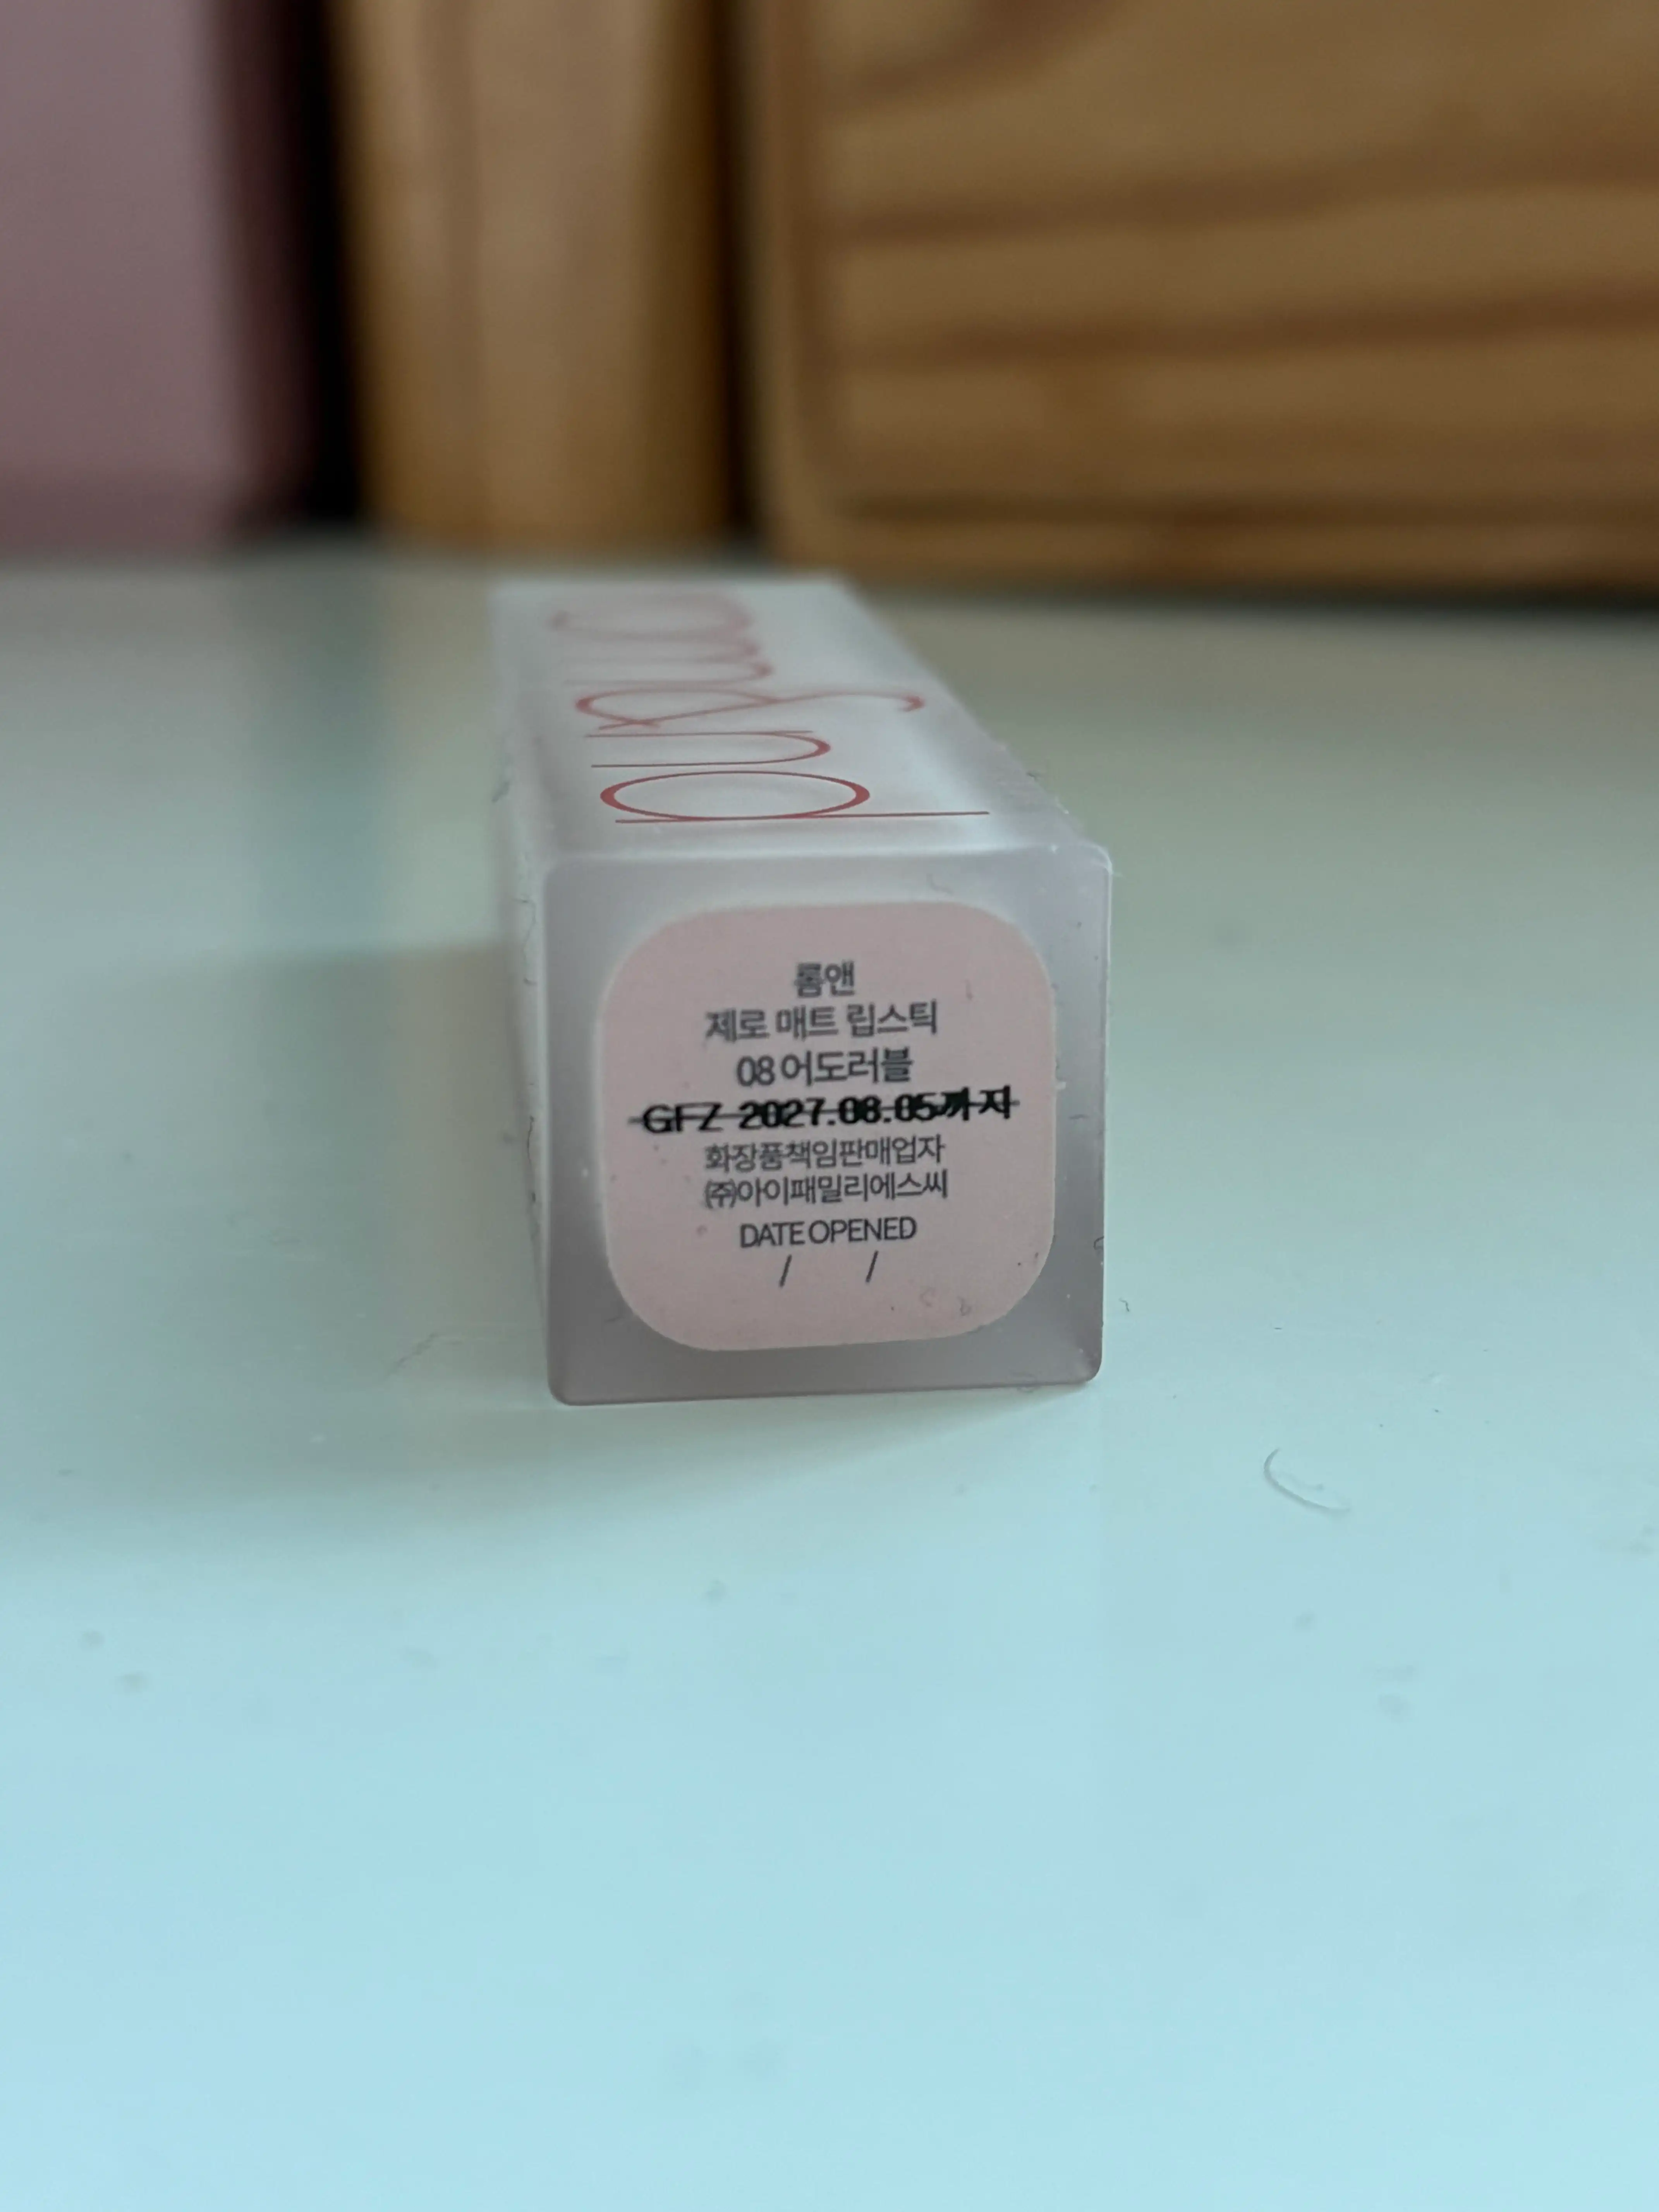 rom&nd
롬앤
제로 매트 립스틱
08 어도러블
GFZ 2027.08.05까지
화장품책임판매업자
㈜아이패밀리에스씨
DATE OPENED
/ /